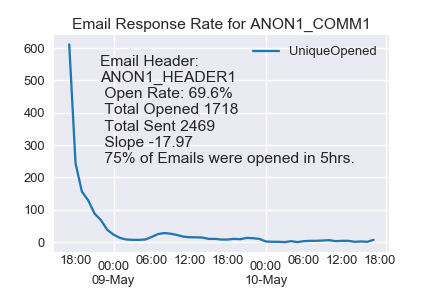 Email Response Rate for ANON1_COMM1
UniqueOpened
Email Header:
ANON1_HEADER1
Open Rate: 69.6%
Total Opened 1718
Total Sent 2469
Slope -17.97
75% of Emails were opened in 5hrs.
600
500
400
300
200
100
0
18:00 00:00 06:00 12:00 18:00 00:00 06:00 12:00 18:00
09-May 10-May